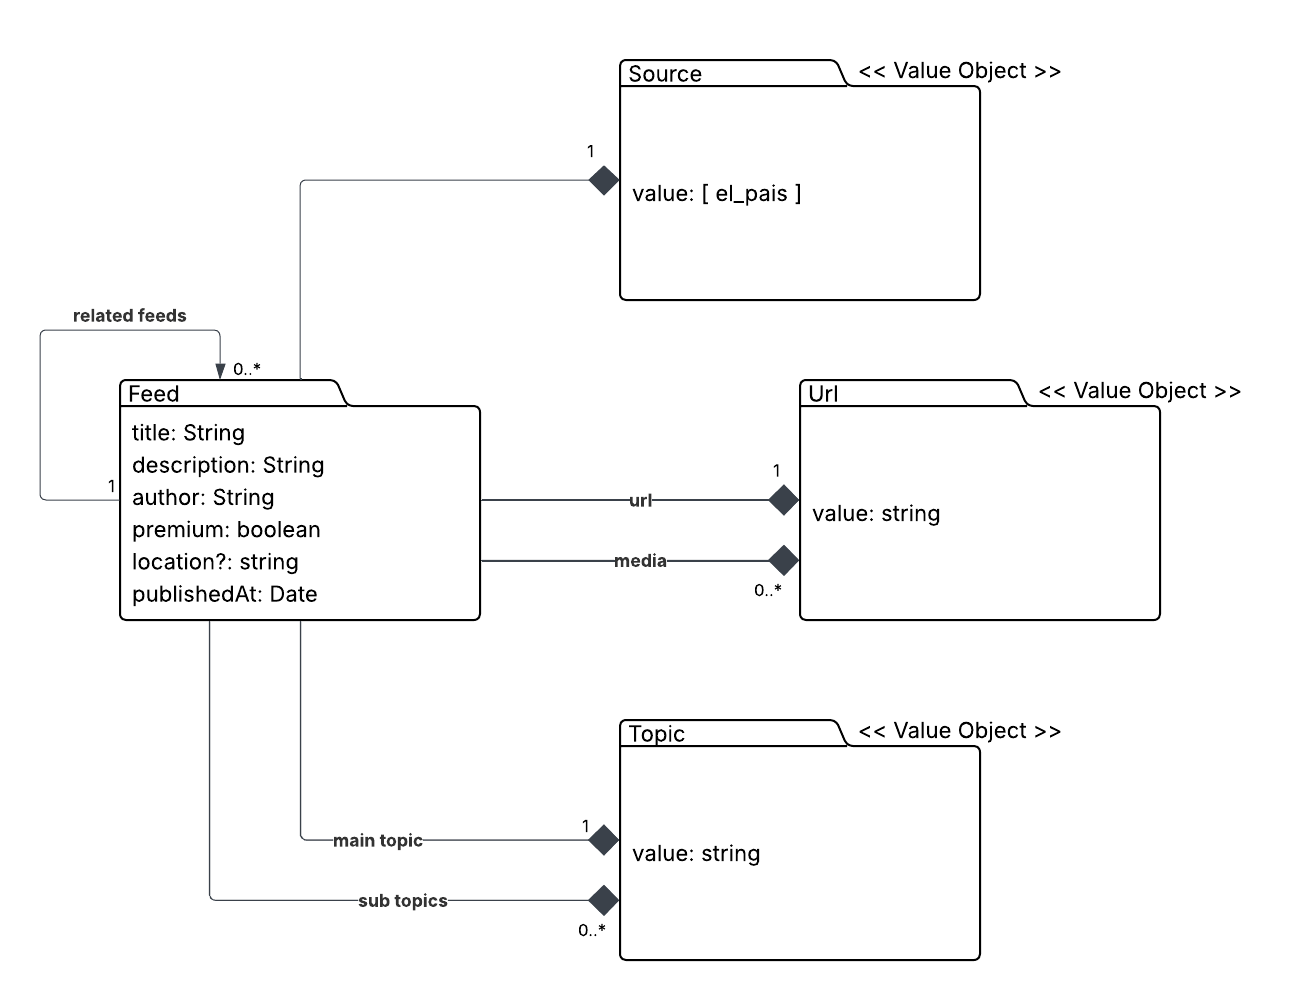 Source
<< Value Object >>
1
value: [ el_pais ]
related feeds
0..*
Feed
title: String
description: String
1
author: String
premium: boolean
location?: string
publishedAt: Date
Url
<< Value Object >>
1
url
value: string
media
0..*
Topic
<< Value Object >>
1
main topic
value: string
sub topics
0..*